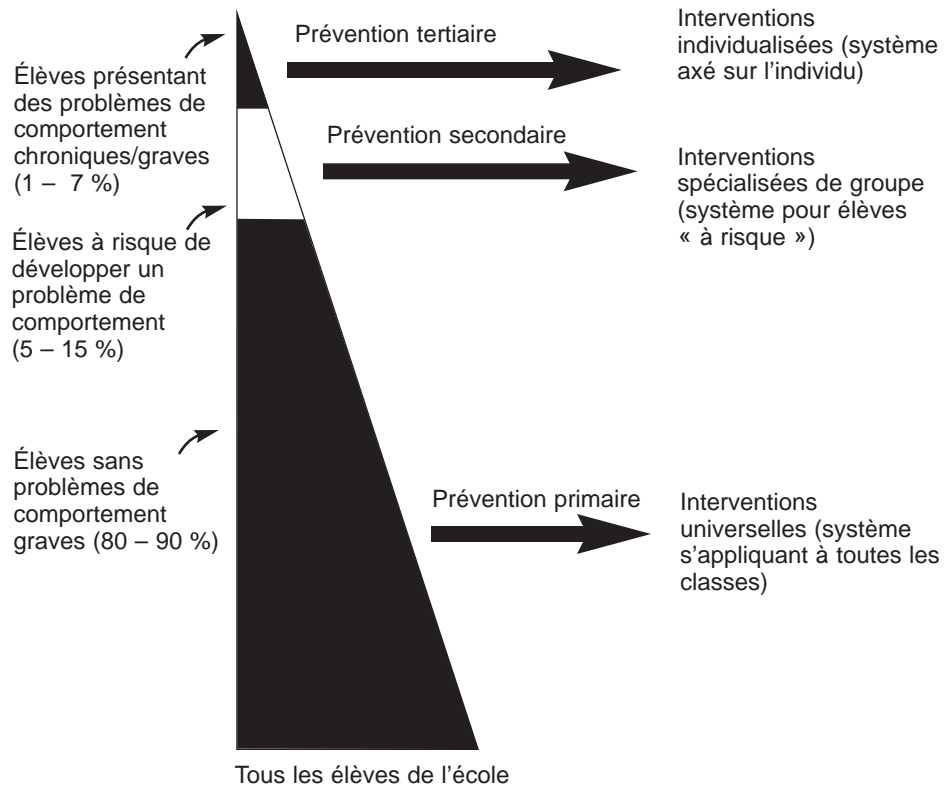 Prévention tertiaire
Interventions
individualisées (système
axé sur l'individu)
Élèves présentant
des problèmes de
comportement
chroniques/graves
(1 – 7 %)
Prévention secondaire
Interventions
spécialisées de groupe
(système pour élèves
« à risque »)
Élèves à risque de
développer un
problème de
comportement
(5 – 15 %)
Élèves sans
problèmes de
comportement
graves (80 – 90 %)
Prévention primaire
Interventions
universelles (système
s'appliquant à toutes les
classes)
Tous les élèves de l'école